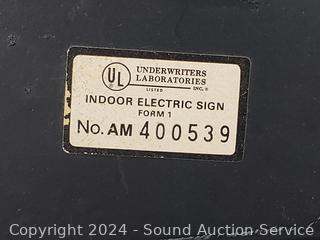 UL
UNDERWRITERS
LABORATORIES
LISTED INC.®
INDOOR ELECTRIC SIGN
FORM 1
No. AM 400539
Copyright 2024 - Sound Auction Service